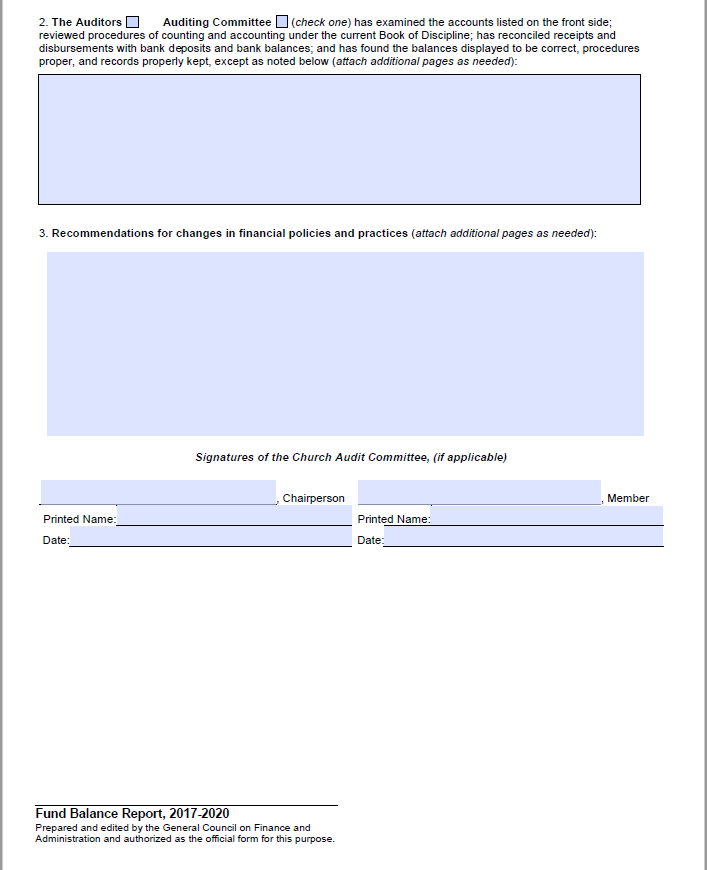 2. The Auditors Auditing Committee (check one) has examined the accounts listed on the front side;
reviewed procedures of counting and accounting under the current Book of Discipline; has reconciled receipts and
disbursements with bank deposits and bank balances; and has found the balances displayed to be correct, procedures
proper, and records properly kept, except as noted below (attach additional pages as needed):
3. Recommendations for changes in financial policies and practices (attach additional pages as needed):
Signatures of the Church Audit Committee, (if applicable)
, Chairperson , Member
Printed Name: Printed Name:
Date: Date:
Fund Balance Report, 2017-2020
Prepared and edited by the General Council on Finance and
Administration and authorized as the official form for this purpose.